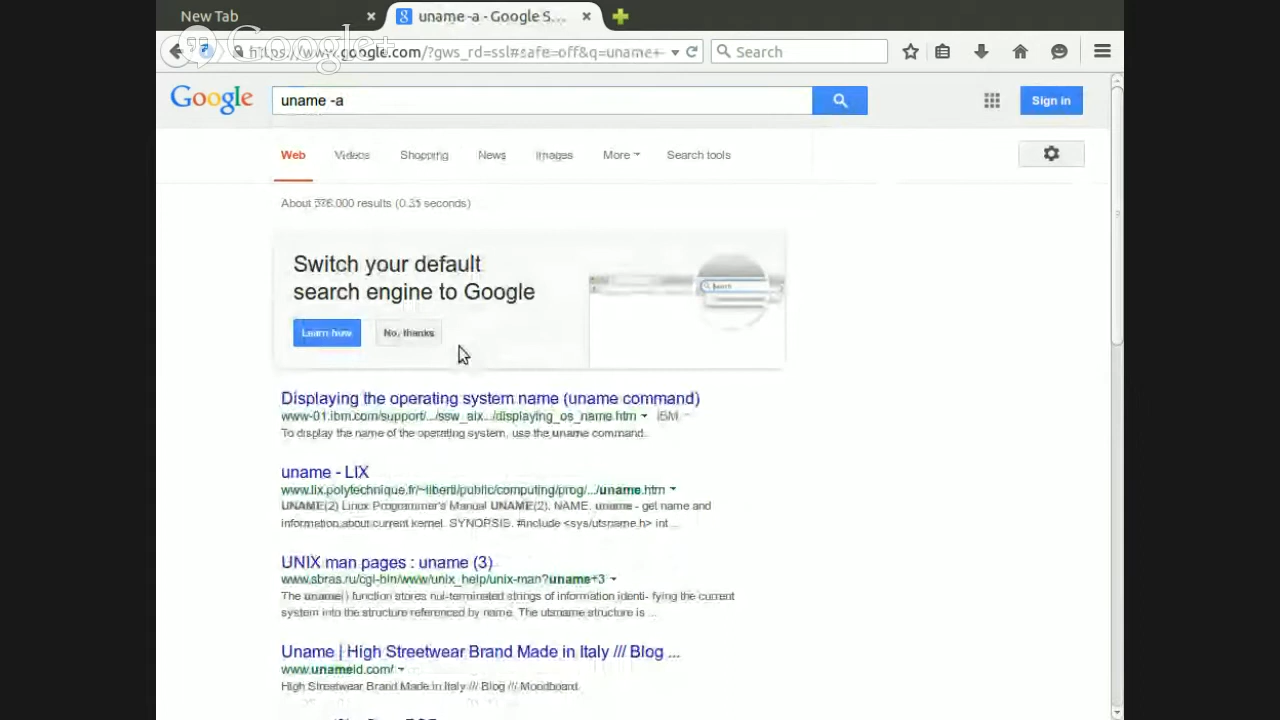 New Tab
uname -a - Google S...
Google+
https://www.google.com/?gws_rd=ssl#safe=off&q=uname+
Search
Google
uname -a
Sign in
Web
Videos
Shopping
News
Images
More
Search tools
results (0.35 seconds)
Switch your default
search engine to Google
Learn how
No, thanks
Search
Displaying the operating system name (uname command)
www-01.ibm.com/support/.../ssw_aix.../displaying_os_name.htm
IBM
To display the name of the operating system, use the uname command.
uname - LIX
www.lix.polytechnique.fr/~liberti/public/computing/prog/.../uname.htm
UNAME(2) Linux Programmer's Manual UNAME(2). NAME. uname - get name and
information about current kernel. SYNOPSIS. #include <sys/utsname.h> int ...
UNIX man pages : uname (3)
www.sbras.ru/cgi-bin/www/unix_help/unix-man?uname+3
The uname() function stores nul-terminated strings of information identi- fying the current
system into the structure referenced by name. The utsname structure is ...
Uname | High Streetwear Brand Made in Italy /// Blog ...
www.unameid.com/
High Streetwear Brand Made in Italy /// Blog /// Moodboard